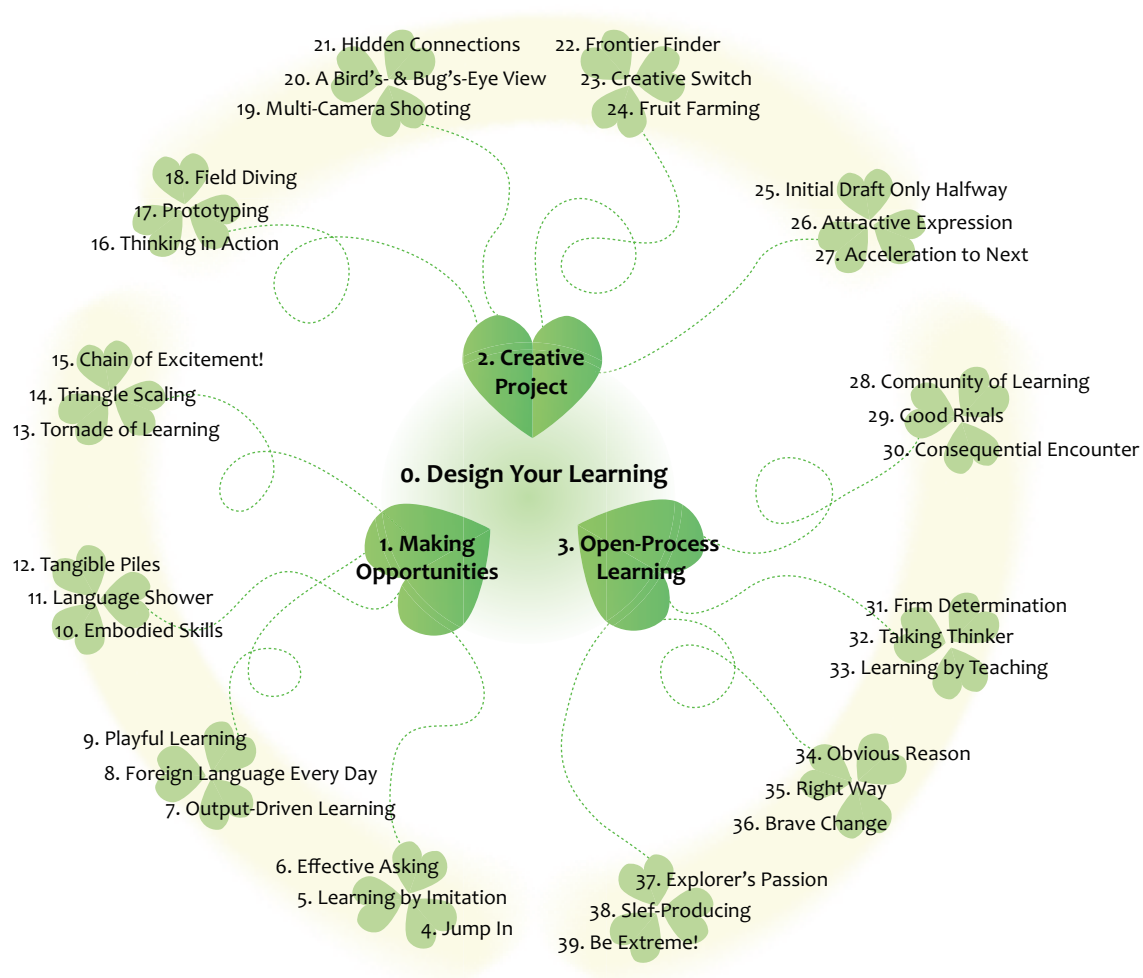 21. Hidden Connections
20. A Bird's- & Bug's-Eye View
19. Multi-Camera Shooting
22. Frontier Finder
23. Creative Switch
24. Fruit Farming
18. Field Diving
17. Prototyping
16. Thinking in Action
25. Initial Draft Only Halfway
26. Attractive Expression
27. Acceleration to Next
2. Creative
Project
15. Chain of Excitement!
14. Triangle Scaling
13. Tornade of Learning
28. Community of Learning
29. Good Rivals
30. Consequential Encounter
0. Design Your Learning
1. Making
Opportunities
3. Open-Process
Learning
12. Tangible Piles
11. Language Shower
10. Embodied Skills
31. Firm Determination
32. Talking Thinker
33. Learning by Teaching
9. Playful Learning
8. Foreign Language Every Day
7. Output-Driven Learning
34. Obvious Reason
35. Right Way
36. Brave Change
6. Effective Asking
5. Learning by Imitation
4. Jump In
37. Explorer's Passion
38. Slef-Producing
39. Be Extreme!